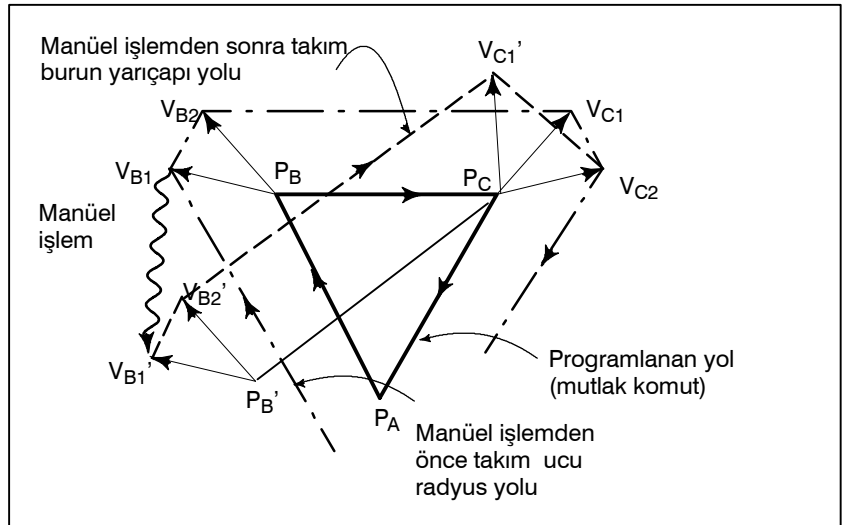 Manüel işlemden sonra takım
burun yarıçapı yolu
V_C1'
V_B2
V_C1
V_B1
P_B
P_C
V_C2
Manüel
işlem
V_B2'
V_B1'
P_B'
P_A
Programlanan yol
(mutlak komut)
Manüel işlemden
önce takım ucu
radyus yolu